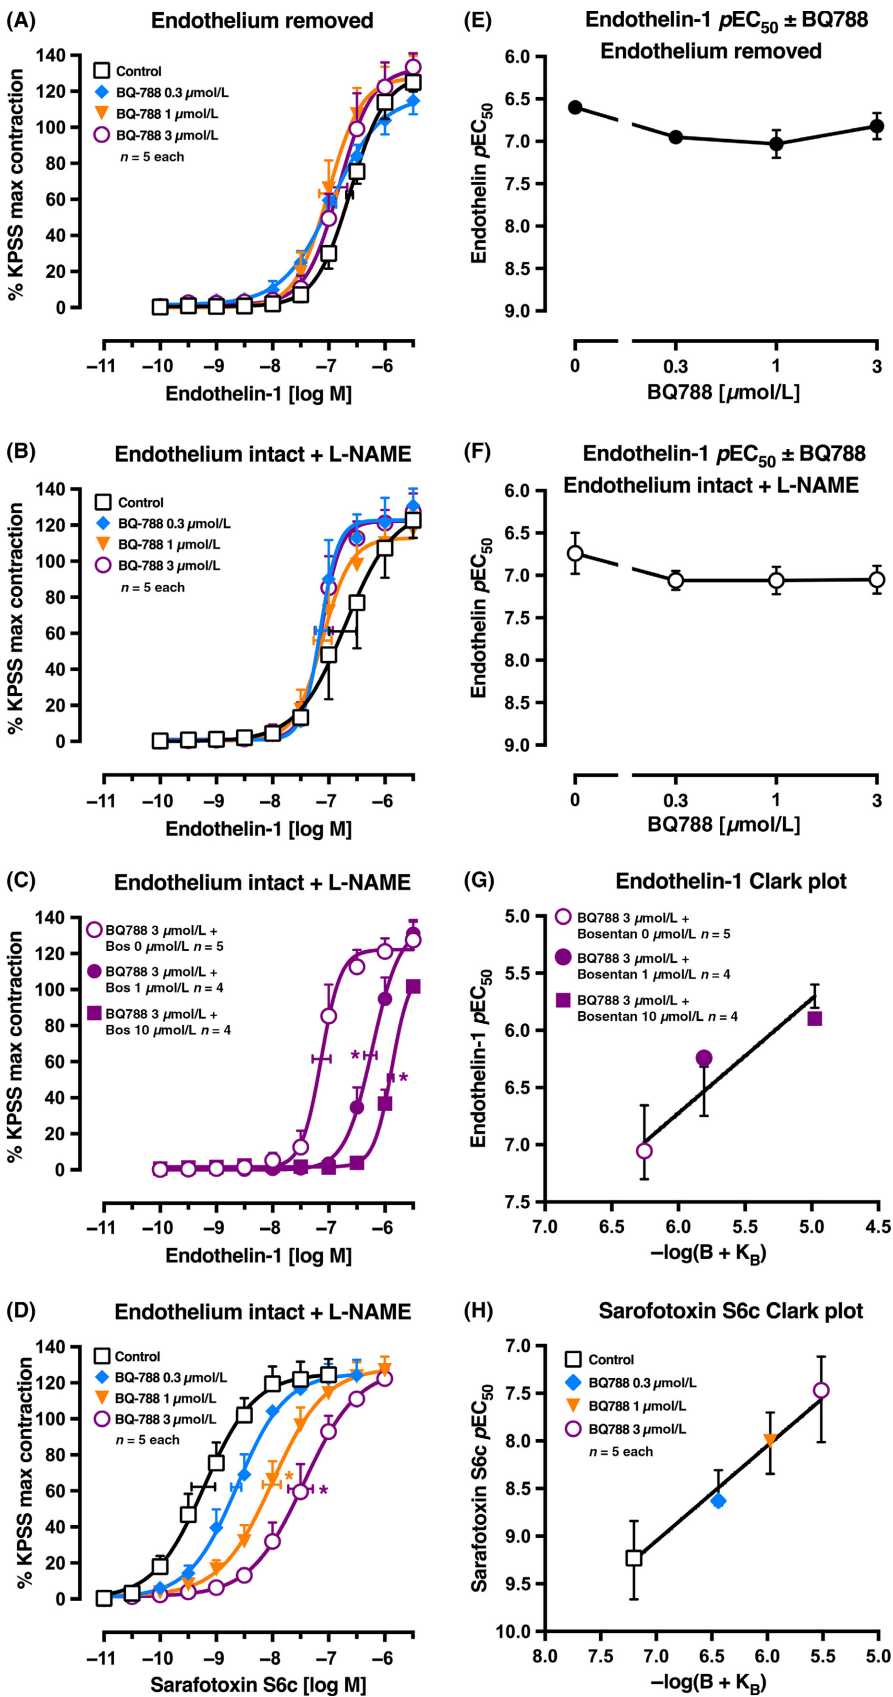 (A)
Endothelium removed
% KPSS max contraction
140
120
100
80
60
40
20
0
Control
BQ-788 0.3 µmol/L
BQ-788 1 µmol/L
BQ-788 3 µmol/L
n = 5 each
–11 –10 –9 –8 –7 –6
Endothelin-1 [log M]
(E)
Endothelin-1 pEC50 ± BQ788
Endothelium removed
Endothelin pEC50
6.0
6.5
7.0
7.5
8.0
8.5
9.0
0 0.3 1 3
BQ788 [µmol/L]
(B)
Endothelium intact + L-NAME
% KPSS max contraction
140
120
100
80
60
40
20
0
Control
BQ-788 0.3 µmol/L
BQ-788 1 µmol/L
BQ-788 3 µmol/L
n = 5 each
–11 –10 –9 –8 –7 –6
Endothelin-1 [log M]
(F)
Endothelin-1 pEC50 ± BQ788
Endothelium intact + L-NAME
Endothelin pEC50
6.0
6.5
7.0
7.5
8.0
8.5
9.0
0 0.3 1 3
BQ788 [µmol/L]
(C)
Endothelium intact + L-NAME
% KPSS max contraction
140
120
100
80
60
40
20
0
BQ788 3 µmol/L +
Bos 0 µmol/L n = 5
BQ788 3 µmol/L +
Bos 1 µmol/L n = 4
BQ788 3 µmol/L +
Bos 10 µmol/L n = 4
*
*
–11 –10 –9 –8 –7 –6
Endothelin-1 [log M]
(G)
Endothelin-1 Clark plot
Endothelin-1 pEC50
5.0
5.5
6.0
6.5
7.0
7.5
BQ788 3 µmol/L +
Bosentan 0 µmol/L n = 5
BQ788 3 µmol/L +
Bosentan 1 µmol/L n = 4
BQ788 3 µmol/L +
Bosentan 10 µmol/L n = 4
7.0 6.5 6.0 5.5 5.0 4.5
–log(B + KB)
(D)
Endothelium intact + L-NAME
% KPSS max contraction
140
120
100
80
60
40
20
0
Control
BQ-788 0.3 µmol/L
BQ-788 1 µmol/L
BQ-788 3 µmol/L
n = 5 each
*
*
–11 –10 –9 –8 –7 –6
Sarafotoxin S6c [log M]
(H)
Sarofotoxin S6c Clark plot
Sarafotoxin S6c pEC50
7.0
7.5
8.0
8.5
9.0
9.5
10.0
Control
BQ788 0.3 µmol/L
BQ788 1 µmol/L
BQ788 3 µmol/L
n = 5 each
8.0 7.5 7.0 6.5 6.0 5.5 5.0
–log(B + KB)